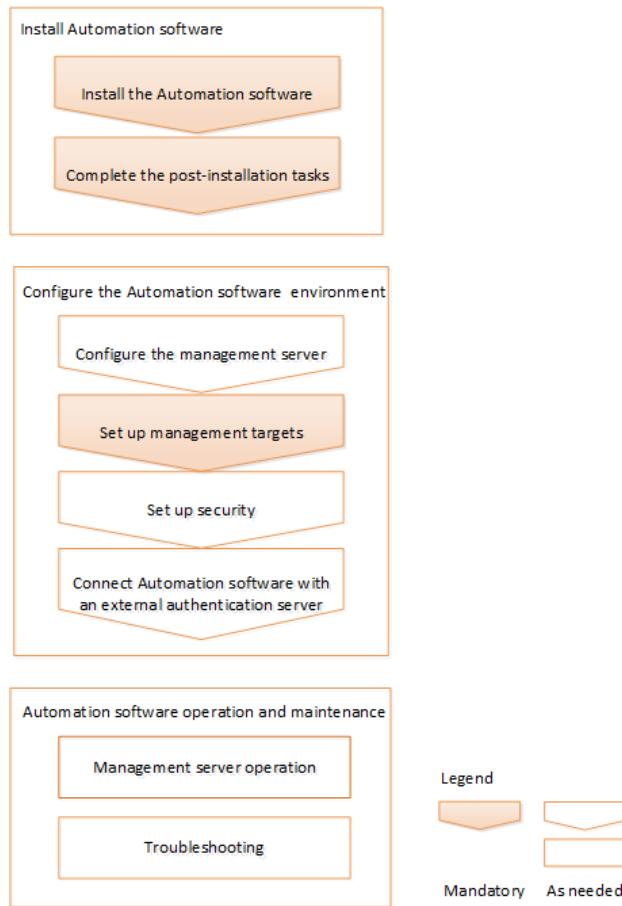 Install Automation software
Install the Automation software
Complete the post-installation tasks
Configure the Automation software environment
Configure the management server
Set up management targets
Set up security
Connect Automation software with
an external authentication server
Automation software operation and maintenance
Management server operation
Troubleshooting
Legend
Mandatory As needed